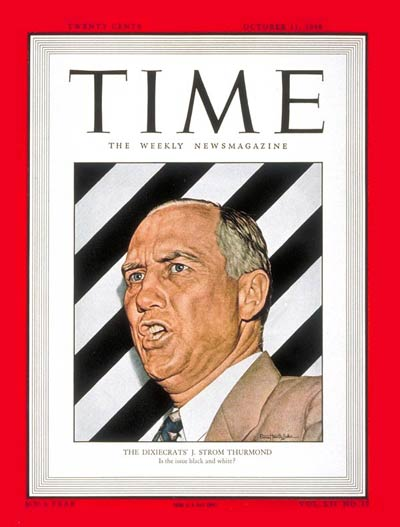 TWENTY CENTS OCTOBER 11, 1948
TIME
THE WEEKLY NEWSMAGAZINE
THE DIXIECRATS' J. STROM THURMOND
Is the issue black and white?
A YEAR VOL. LII NO. 15